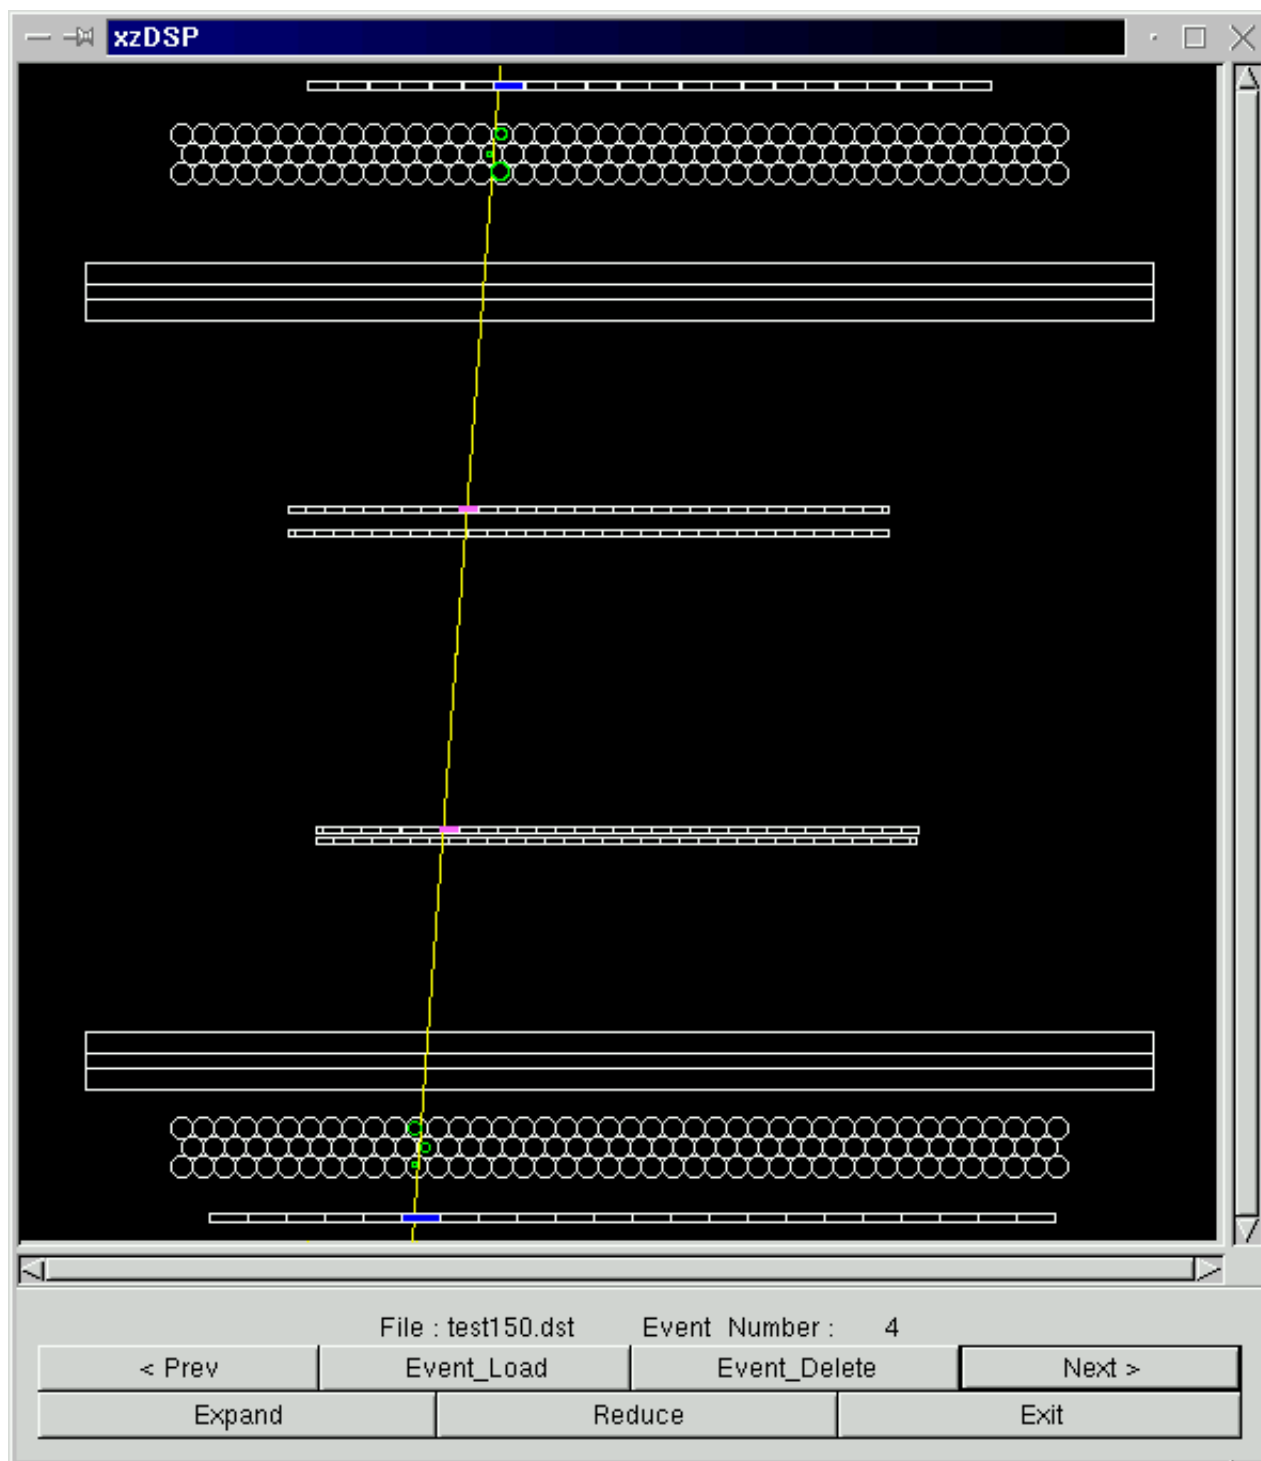 xzDSP
File : test150.dst Event Number : 4
< Prev Event_Load Event_Delete Next >
Expand Reduce Exit